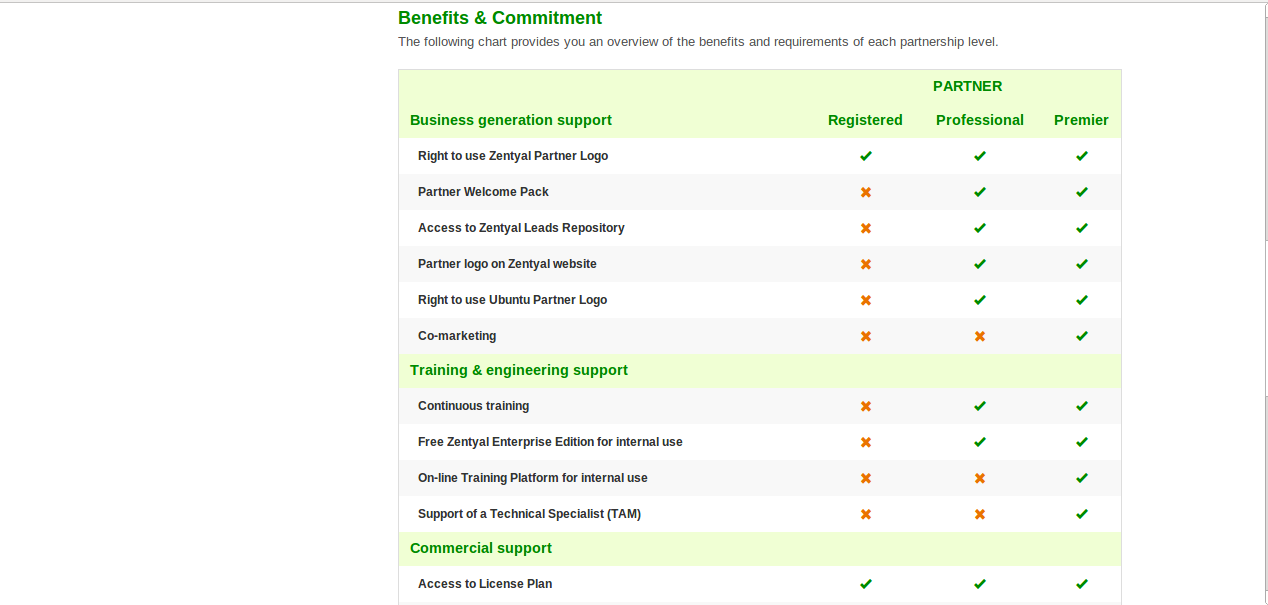 Benefits & Commitment
The following chart provides you an overview of the benefits and requirements of each partnership level.
PARTNER
Business generation support Registered Professional Premier
Right to use Zentyal Partner Logo
Partner Welcome Pack
Access to Zentyal Leads Repository
Partner logo on Zentyal website
Right to use Ubuntu Partner Logo
Co-marketing
Training & engineering support
Continuous training
Free Zentyal Enterprise Edition for internal use
On-line Training Platform for internal use
Support of a Technical Specialist (TAM)
Commercial support
Access to License Plan